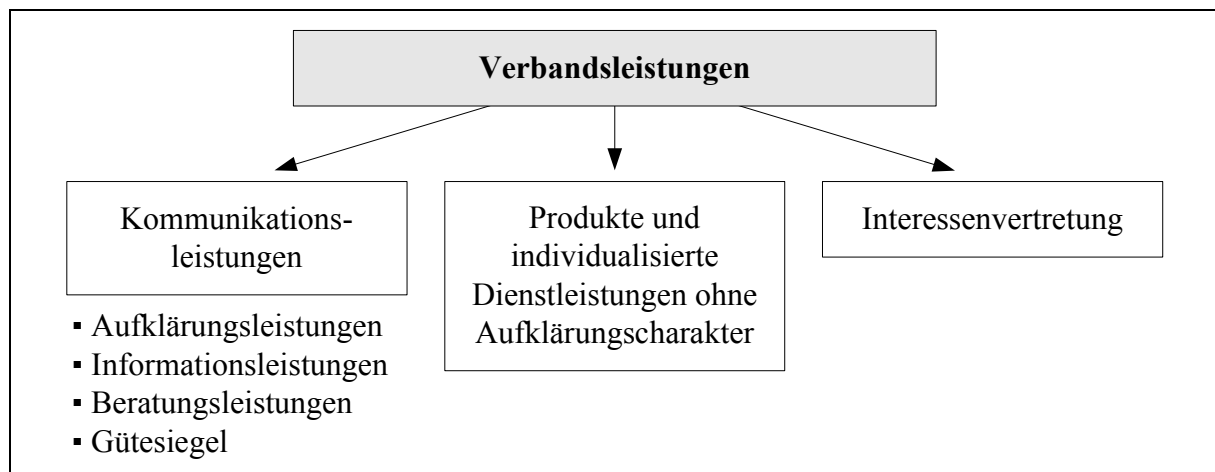 Verbandsleistungen
Kommunikations-
leistungen
▪ Aufklärungsleistungen
▪ Informationsleistungen
▪ Beratungsleistungen
▪ Gütesiegel
Produkte und
individualisierte
Dienstleistungen ohne
Aufklärungscharakter
Interessenvertretung